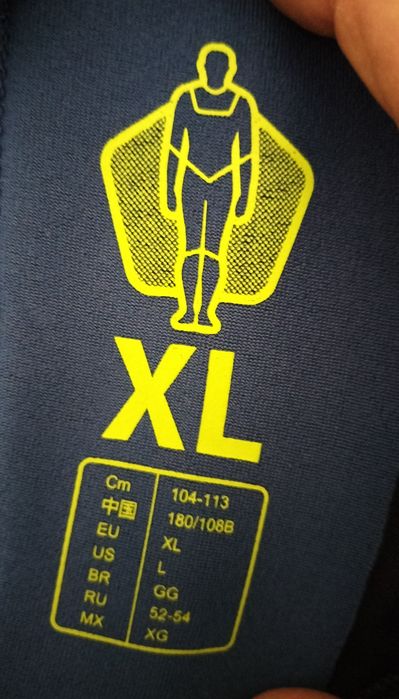 XL
Cm 104-113
中国 180/108B
EU XL
US L
BR GG
RU 52-54
MX XG